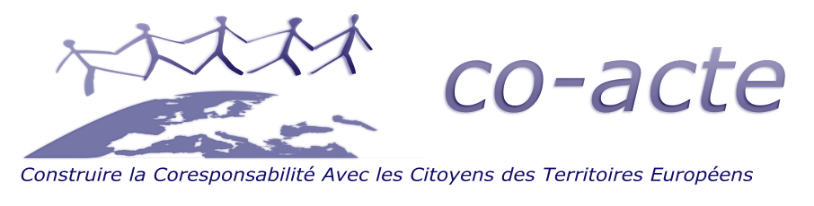 co-acte
Construire la Coresponsabilité Avec les Citoyens des Territoires Européens